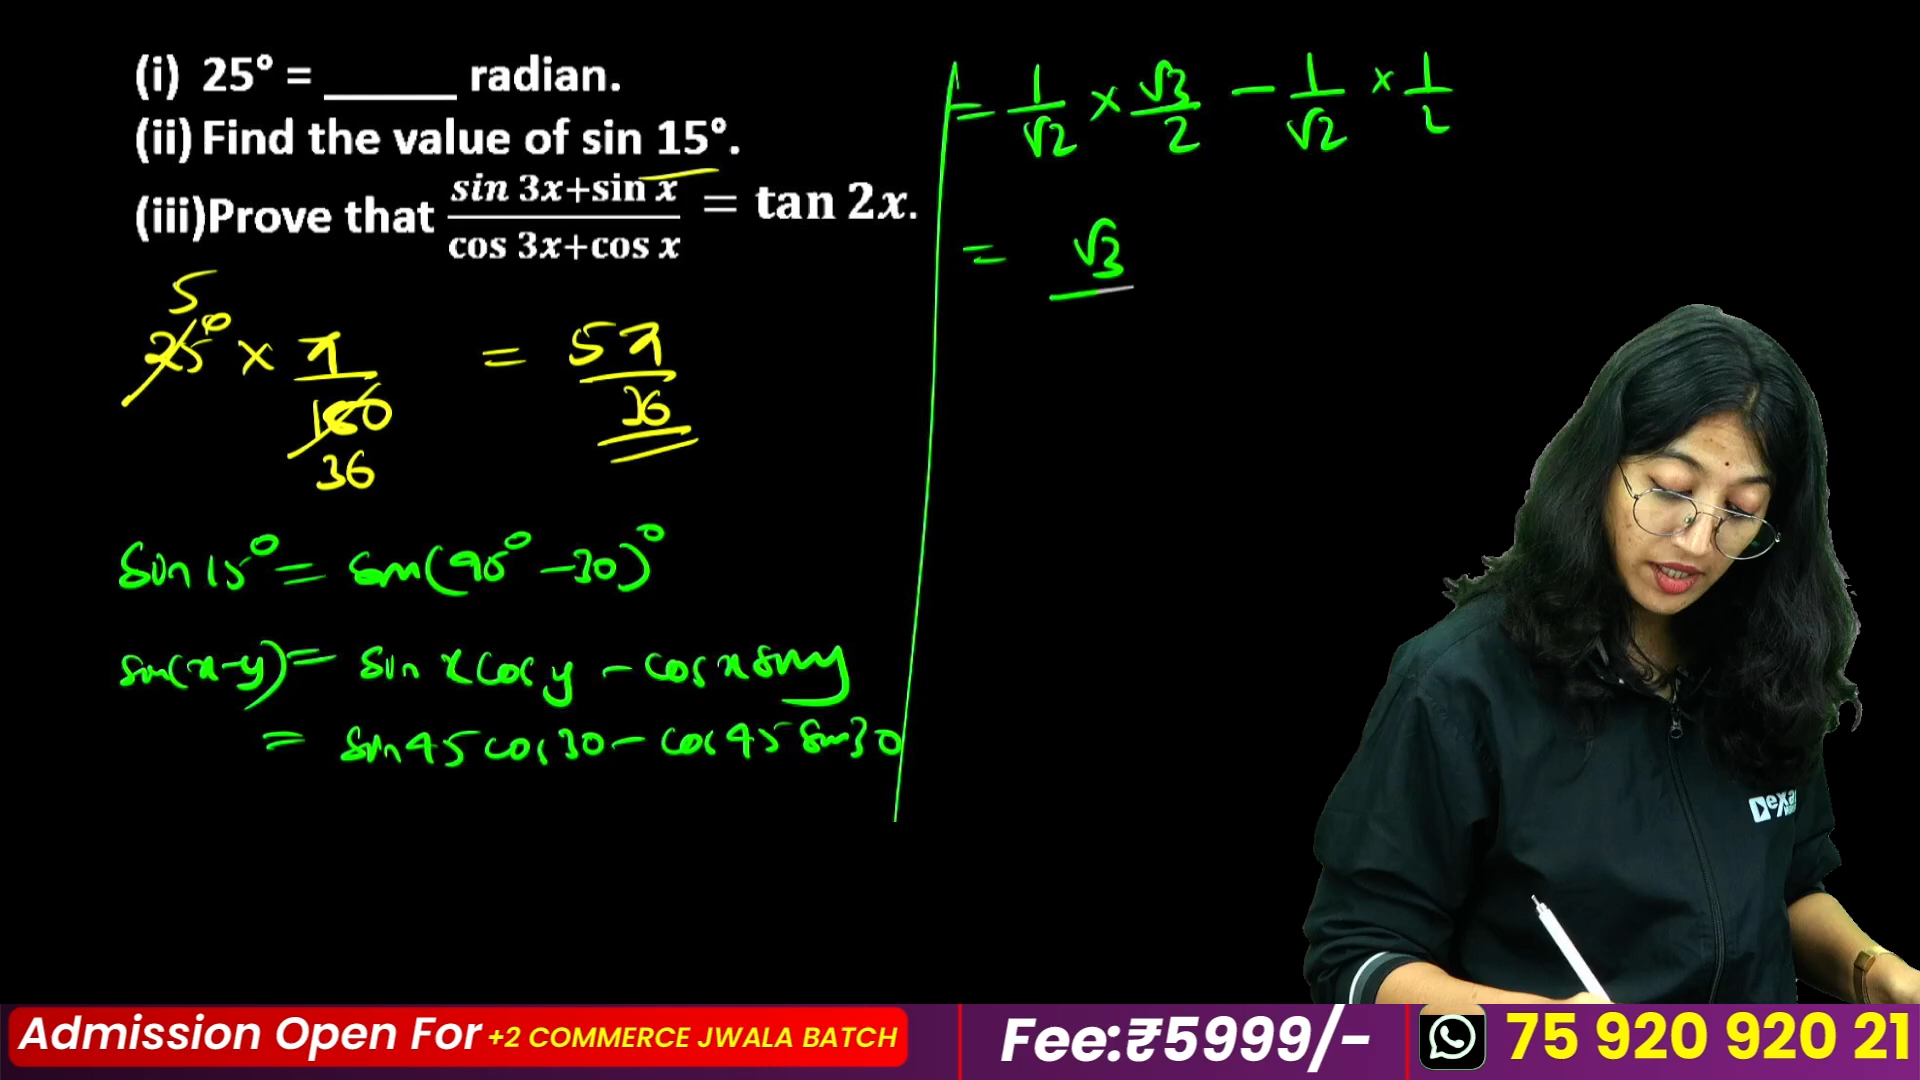 (i) 25° = ______ radian.
(ii) Find the value of sin 15°.
(iii) Prove that \frac{sin 3x+sin x}{cos 3x+cos x} = tan 2x.
5
25° × π/180 = 5π/36
36
sin 15° = sin(45° - 30)°
sin(x-y) = sin x cos y - cos x sin y
= sin 45 cos 30 - cos 45 sin 30
= 1/√2 × √3/2 - 1/√2 × 1/2
= √3
exa
Admission Open For +2 COMMERCE JWALA BATCH
Fee:₹5999/-
75 920 920 21